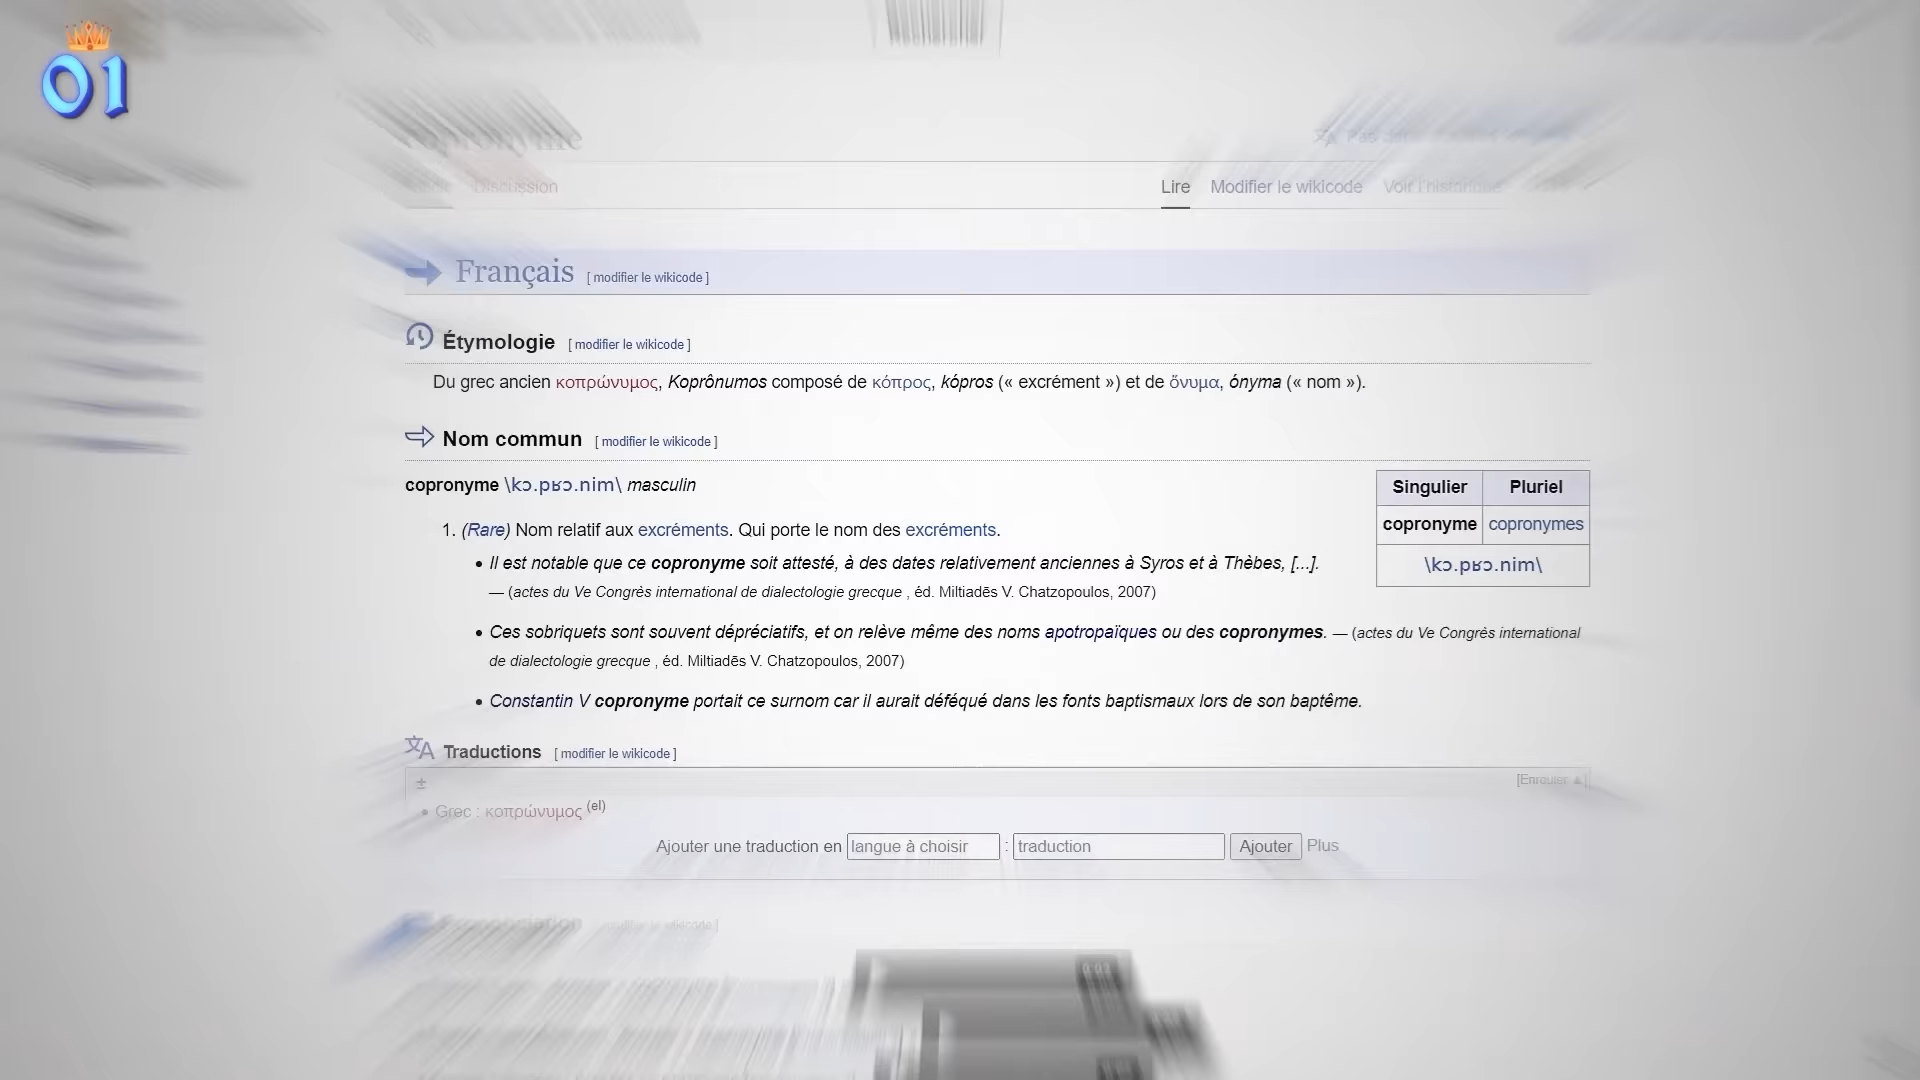 01
Discussion
Lire Modifier le wikicode Voir l'historique
Français [ modifier le wikicode ]
Étymologie [ modifier le wikicode ]
Du grec ancien κοπρώνυμος, Koprônumos composé de κόπρος, kópros (« excrément ») et de ὄνυμα, ónyma (« nom »).
Nom commun [ modifier le wikicode ]
copronyme \kɔ.pʁɔ.nim\ masculin
Singulier Pluriel
copronyme copronymes
\kɔ.pʁɔ.nim\
1. (Rare) Nom relatif aux excréments. Qui porte le nom des excréments.
• Il est notable que ce copronyme soit attesté, à des dates relativement anciennes à Syros et à Thèbes, [...].
— (actes du Ve Congrès international de dialectologie grecque , éd. Miltiadēs V. Chatzopoulos, 2007)
• Ces sobriquets sont souvent dépréciatifs, et on relève même des noms apotropaïques ou des copronymes. — (actes du Ve Congrès international
de dialectologie grecque , éd. Miltiadēs V. Chatzopoulos, 2007)
• Constantin V copronyme portait ce surnom car il aurait déféqué dans les fonts baptismaux lors de son baptême.
Traductions [ modifier le wikicode ]
± [Enrouler ▲]
• Grec : κοπρώνυμος (el)
Ajouter une traduction en langue à choisir : traduction Ajouter Plus
[ modifier le wikicode ]